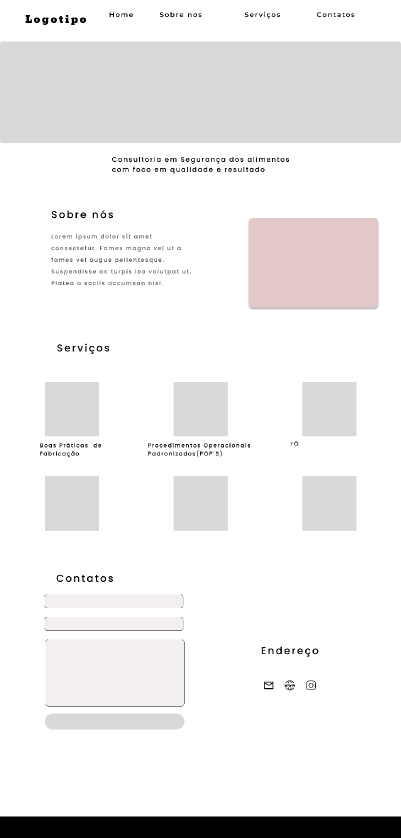 Logotipo
Home
Sobre nos
Serviços
Contatos
Consultoria em Segurança dos alimentos
com foco em qualidade e resultado
Sobre nós
Lorem ipsum dolor sit amet
consectetur. Fames magna vel ut a
fames vel augue pellentesque.
Suspendisse ac turpis leo volutpat ut.
Platea a sociis accumsan nisl.
Serviços
Boas Práticas de
Fabricação
Procedimentos Operacionais
Padronizados(POP'S)
rÓ
Contatos
Endereço